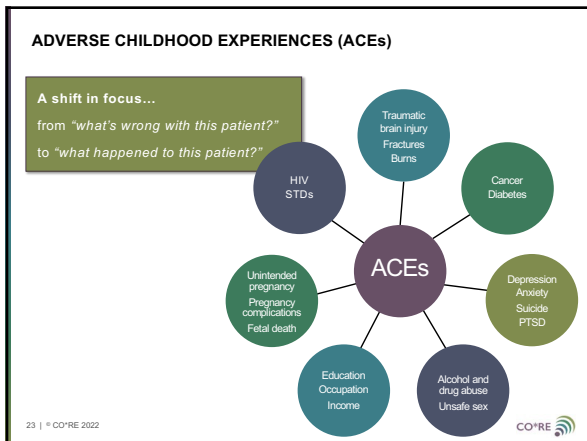 ADVERSE CHILDHOOD EXPERIENCES (ACEs)
A shift in focus…
from “what’s wrong with this patient?”
to “what happened to this patient?”
Traumatic
brain injury
Fractures
Burns
HIV
STDs
Cancer
Diabetes
ACEs
Unintended
pregnancy
Pregnancy
complications
Fetal death
Depression
Anxiety
Suicide
PTSD
Education
Occupation
Income
Alcohol and
drug abuse
Unsafe sex
23 | © CO*RE 2022
CO*RE